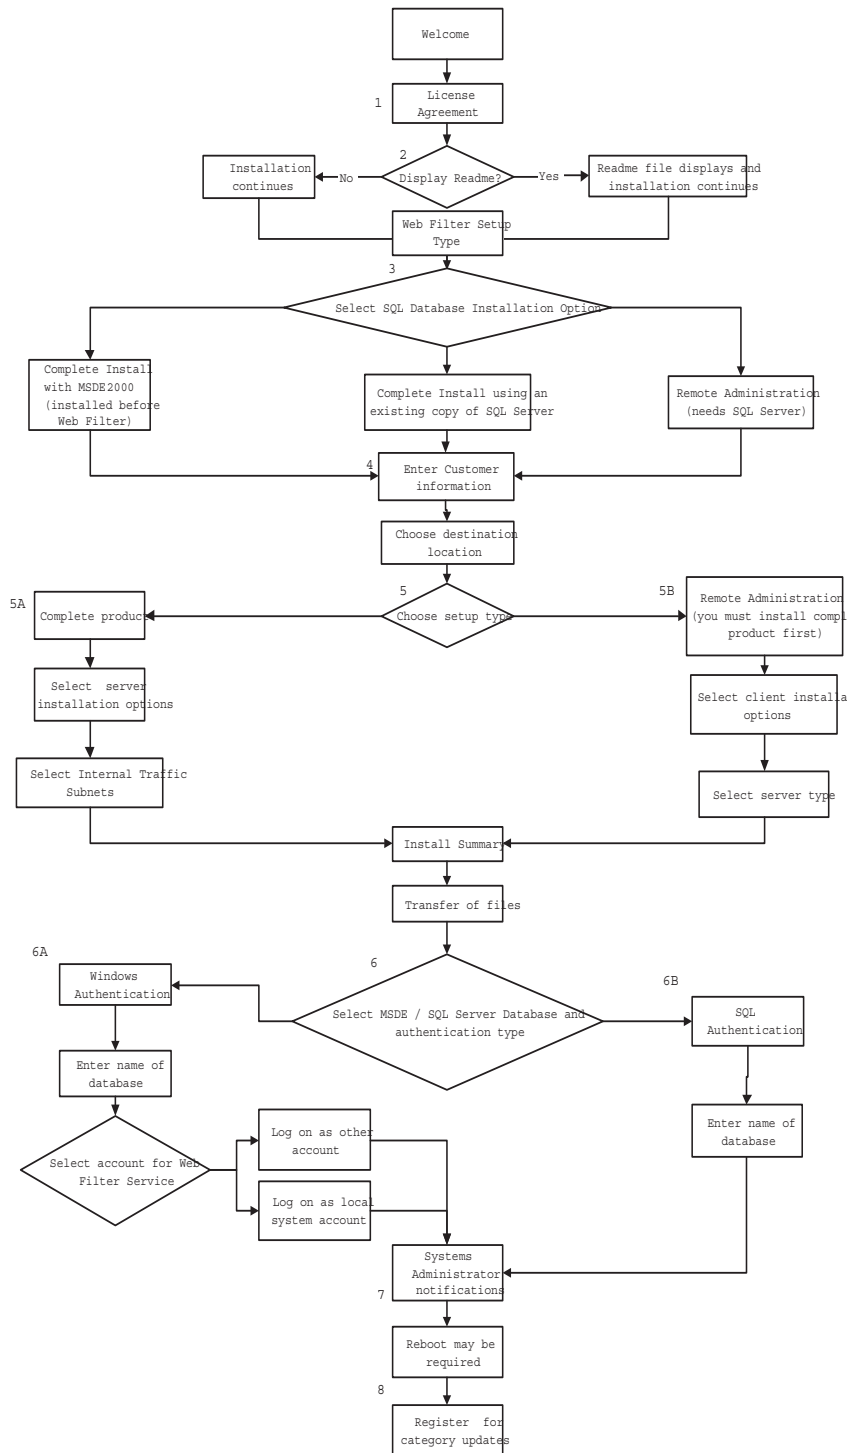 Welcome
1
License
Agreement
2
Display Readme?
No
Yes
Installation
continues
Readme file displays and
installation continues
Web Filter Setup
Type
3
Select SQL Database Installation Option
Complete Install
with MSDE2000
(installed before
Web Filter)
Complete Install using an
existing copy of SQL Server
Remote Administration
(needs SQL Server)
4
Enter Customer
information
Choose destination
location
5
Choose setup type
5A
Complete product
5B
Remote Administration
(you must install compl
product first)
Select server
installation options
Select client installa
options
Select Internal Traffic
Subnets
Select server type
Install Summary
Transfer of files
6
Select MSDE / SQL Server Database and
authentication type
6A
Windows
Authentication
6B
SQL
Authentication
Enter name of
database
Enter name of
database
Select account for Web
Filter Service
Log on as other
account
Log on as local
system account
Systems
Administrator
notifications
7
Reboot may be
required
8
Register for
category updates